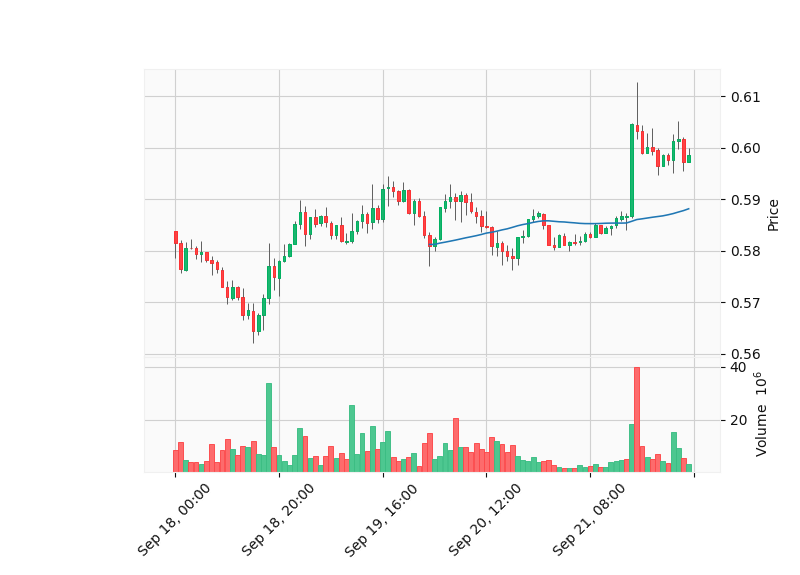 0.61
0.60
0.59
0.58
0.57
0.56
Price
40
20
Volume 10^6
Sep 18, 00:00
Sep 18, 20:00
Sep 19, 16:00
Sep 20, 12:00
Sep 21, 08:00